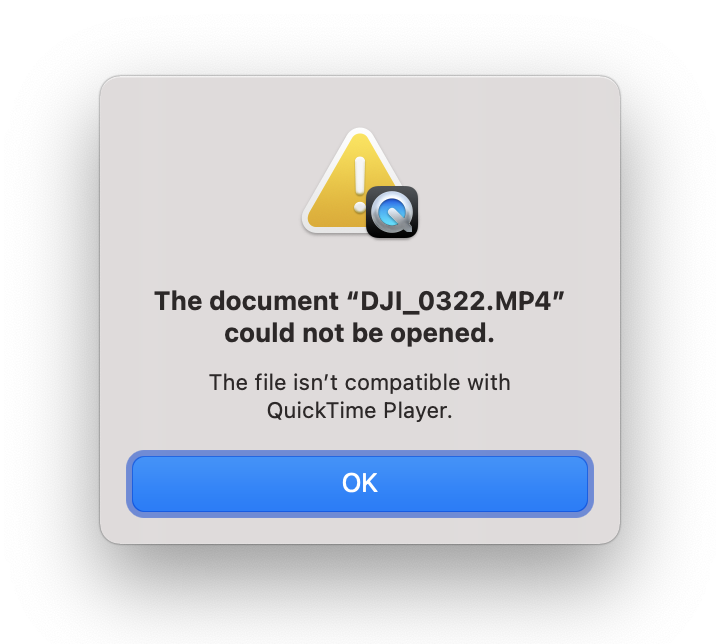 The document “DJI_0322.MP4”
could not be opened.
The file isn’t compatible with
QuickTime Player.
OK